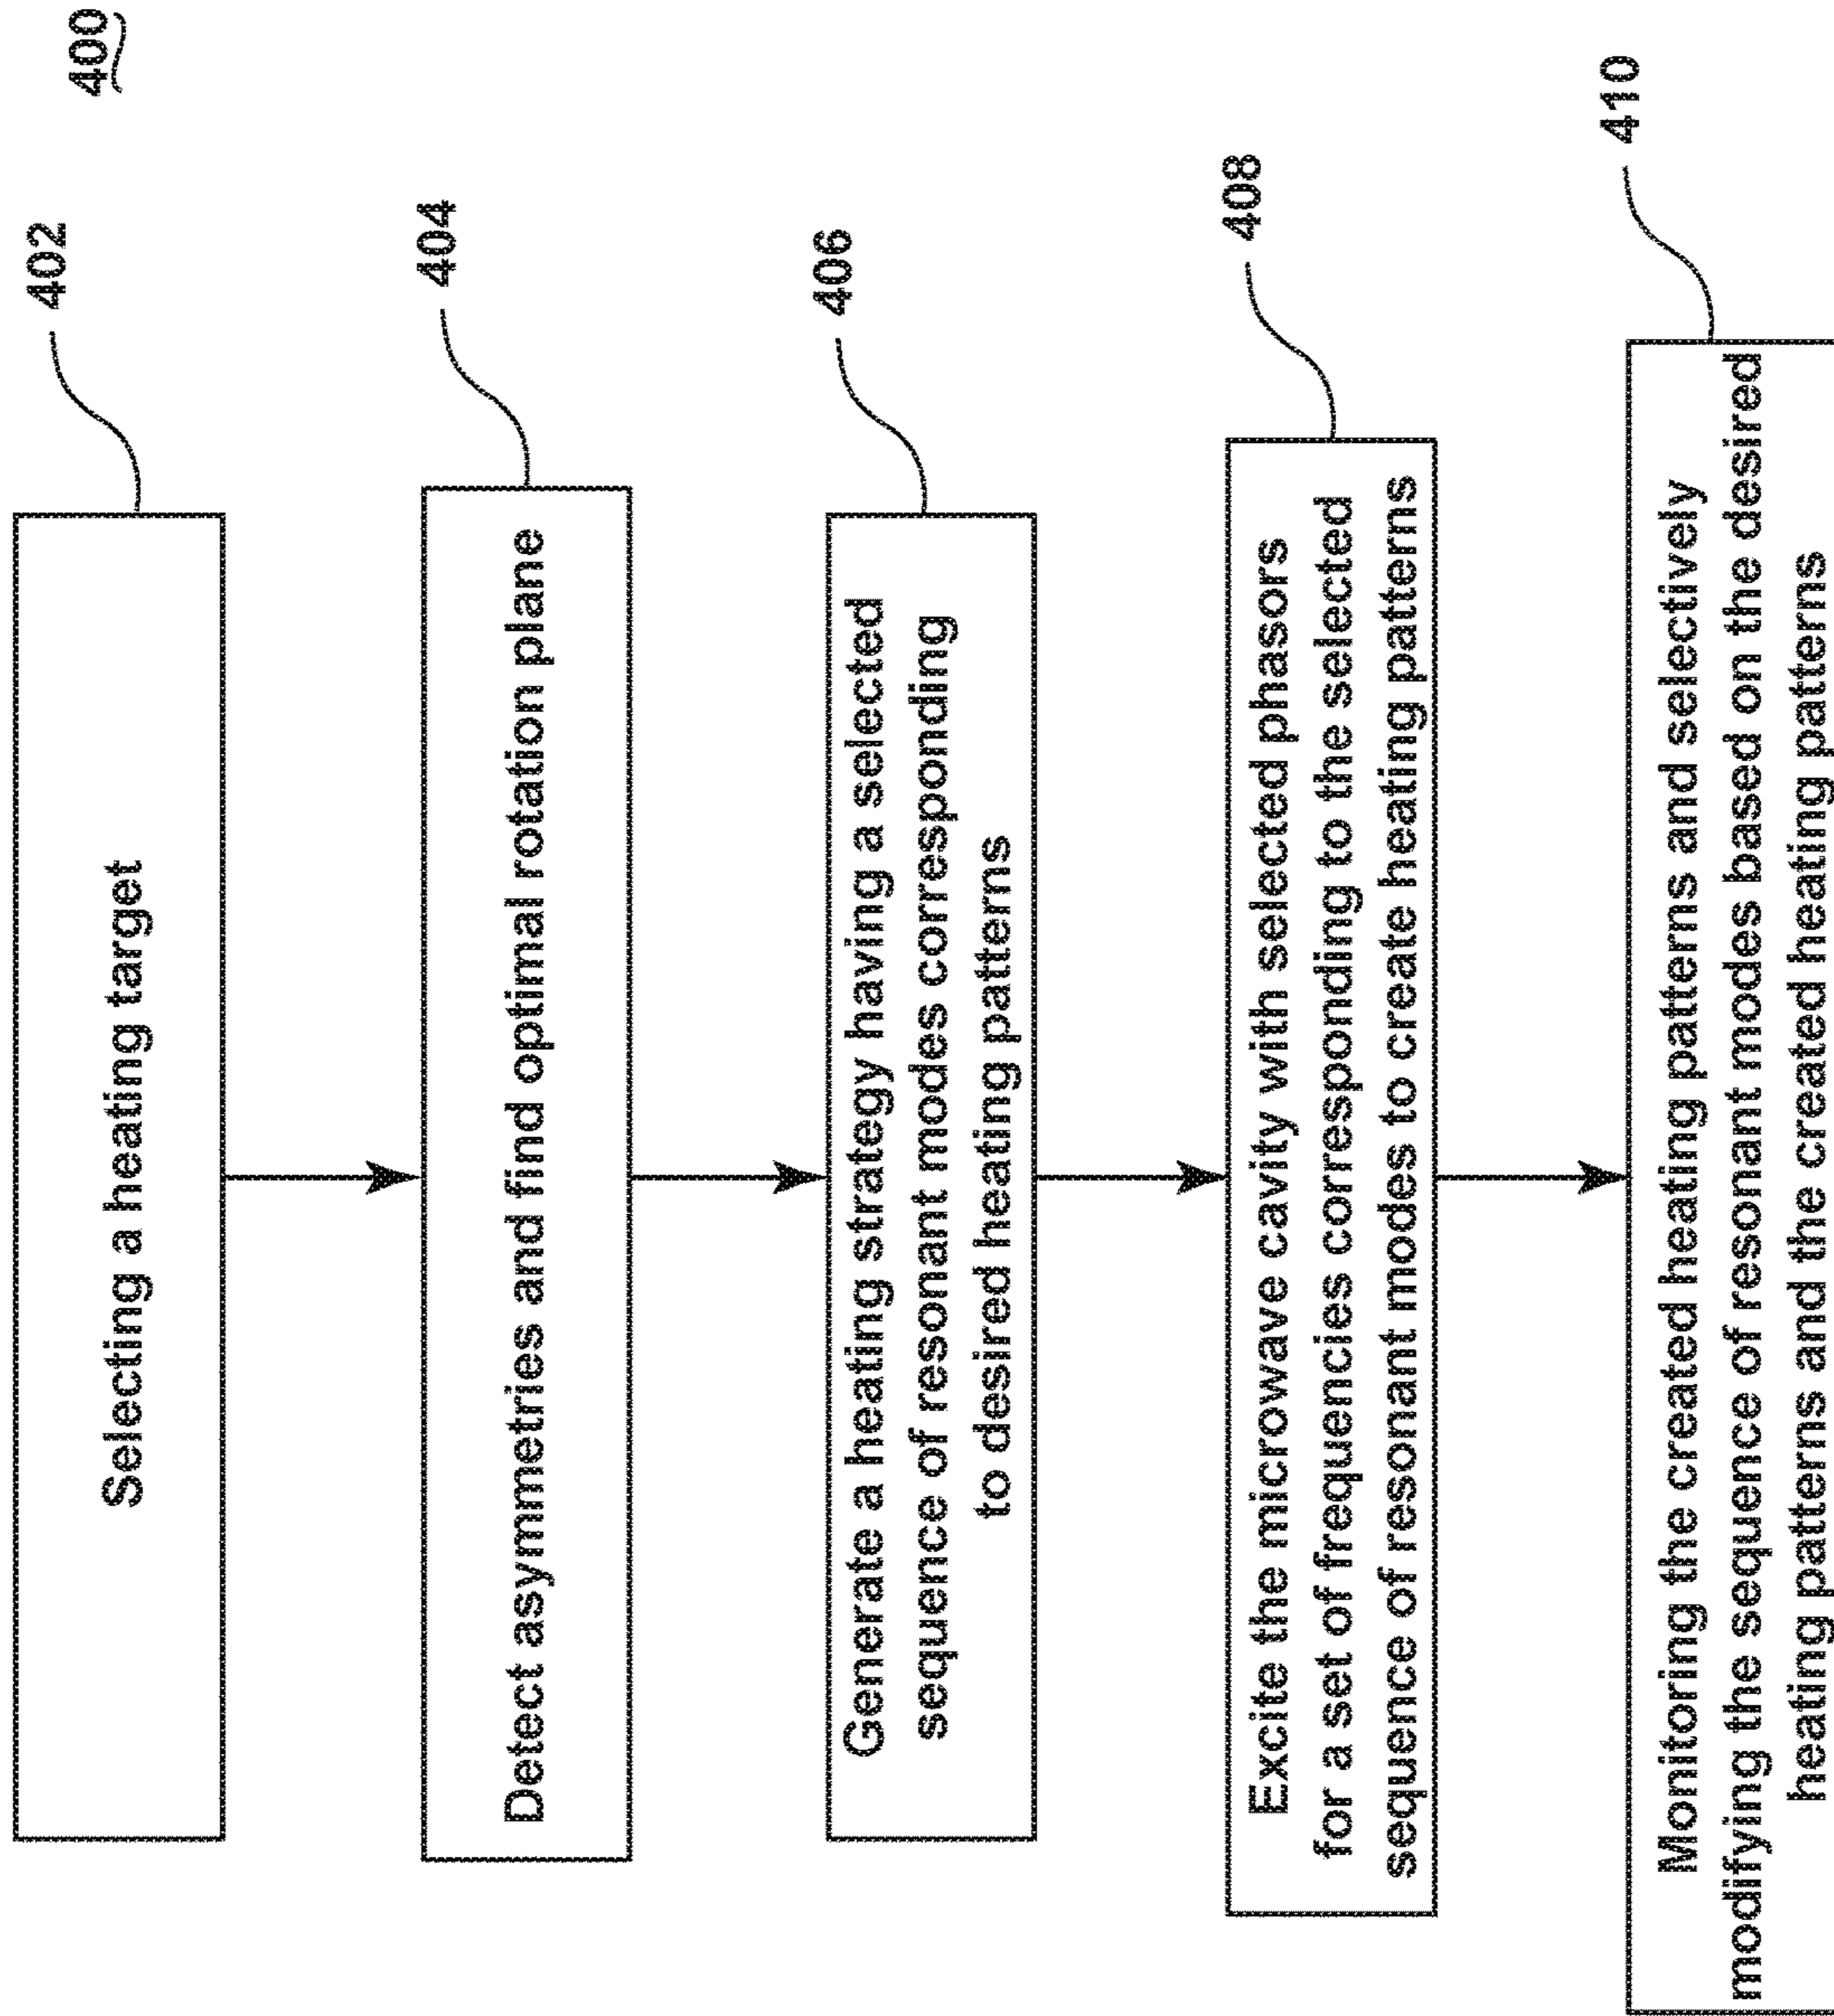 400
402
Selecting a heating target
404
Detect asymmetries and find optimal rotation plane
406
Generate a heating strategy having a selected
sequence of resonant modes corresponding
to desired heating patterns
408
Excite the microwave cavity with selected phasors
for a set of frequencies corresponding to the selected
sequence of resonant modes to create heating patterns
410
Monitoring the created heating patterns and selectively
modifying the sequence of resonant modes based on the desired
heating patterns and the created heating patterns